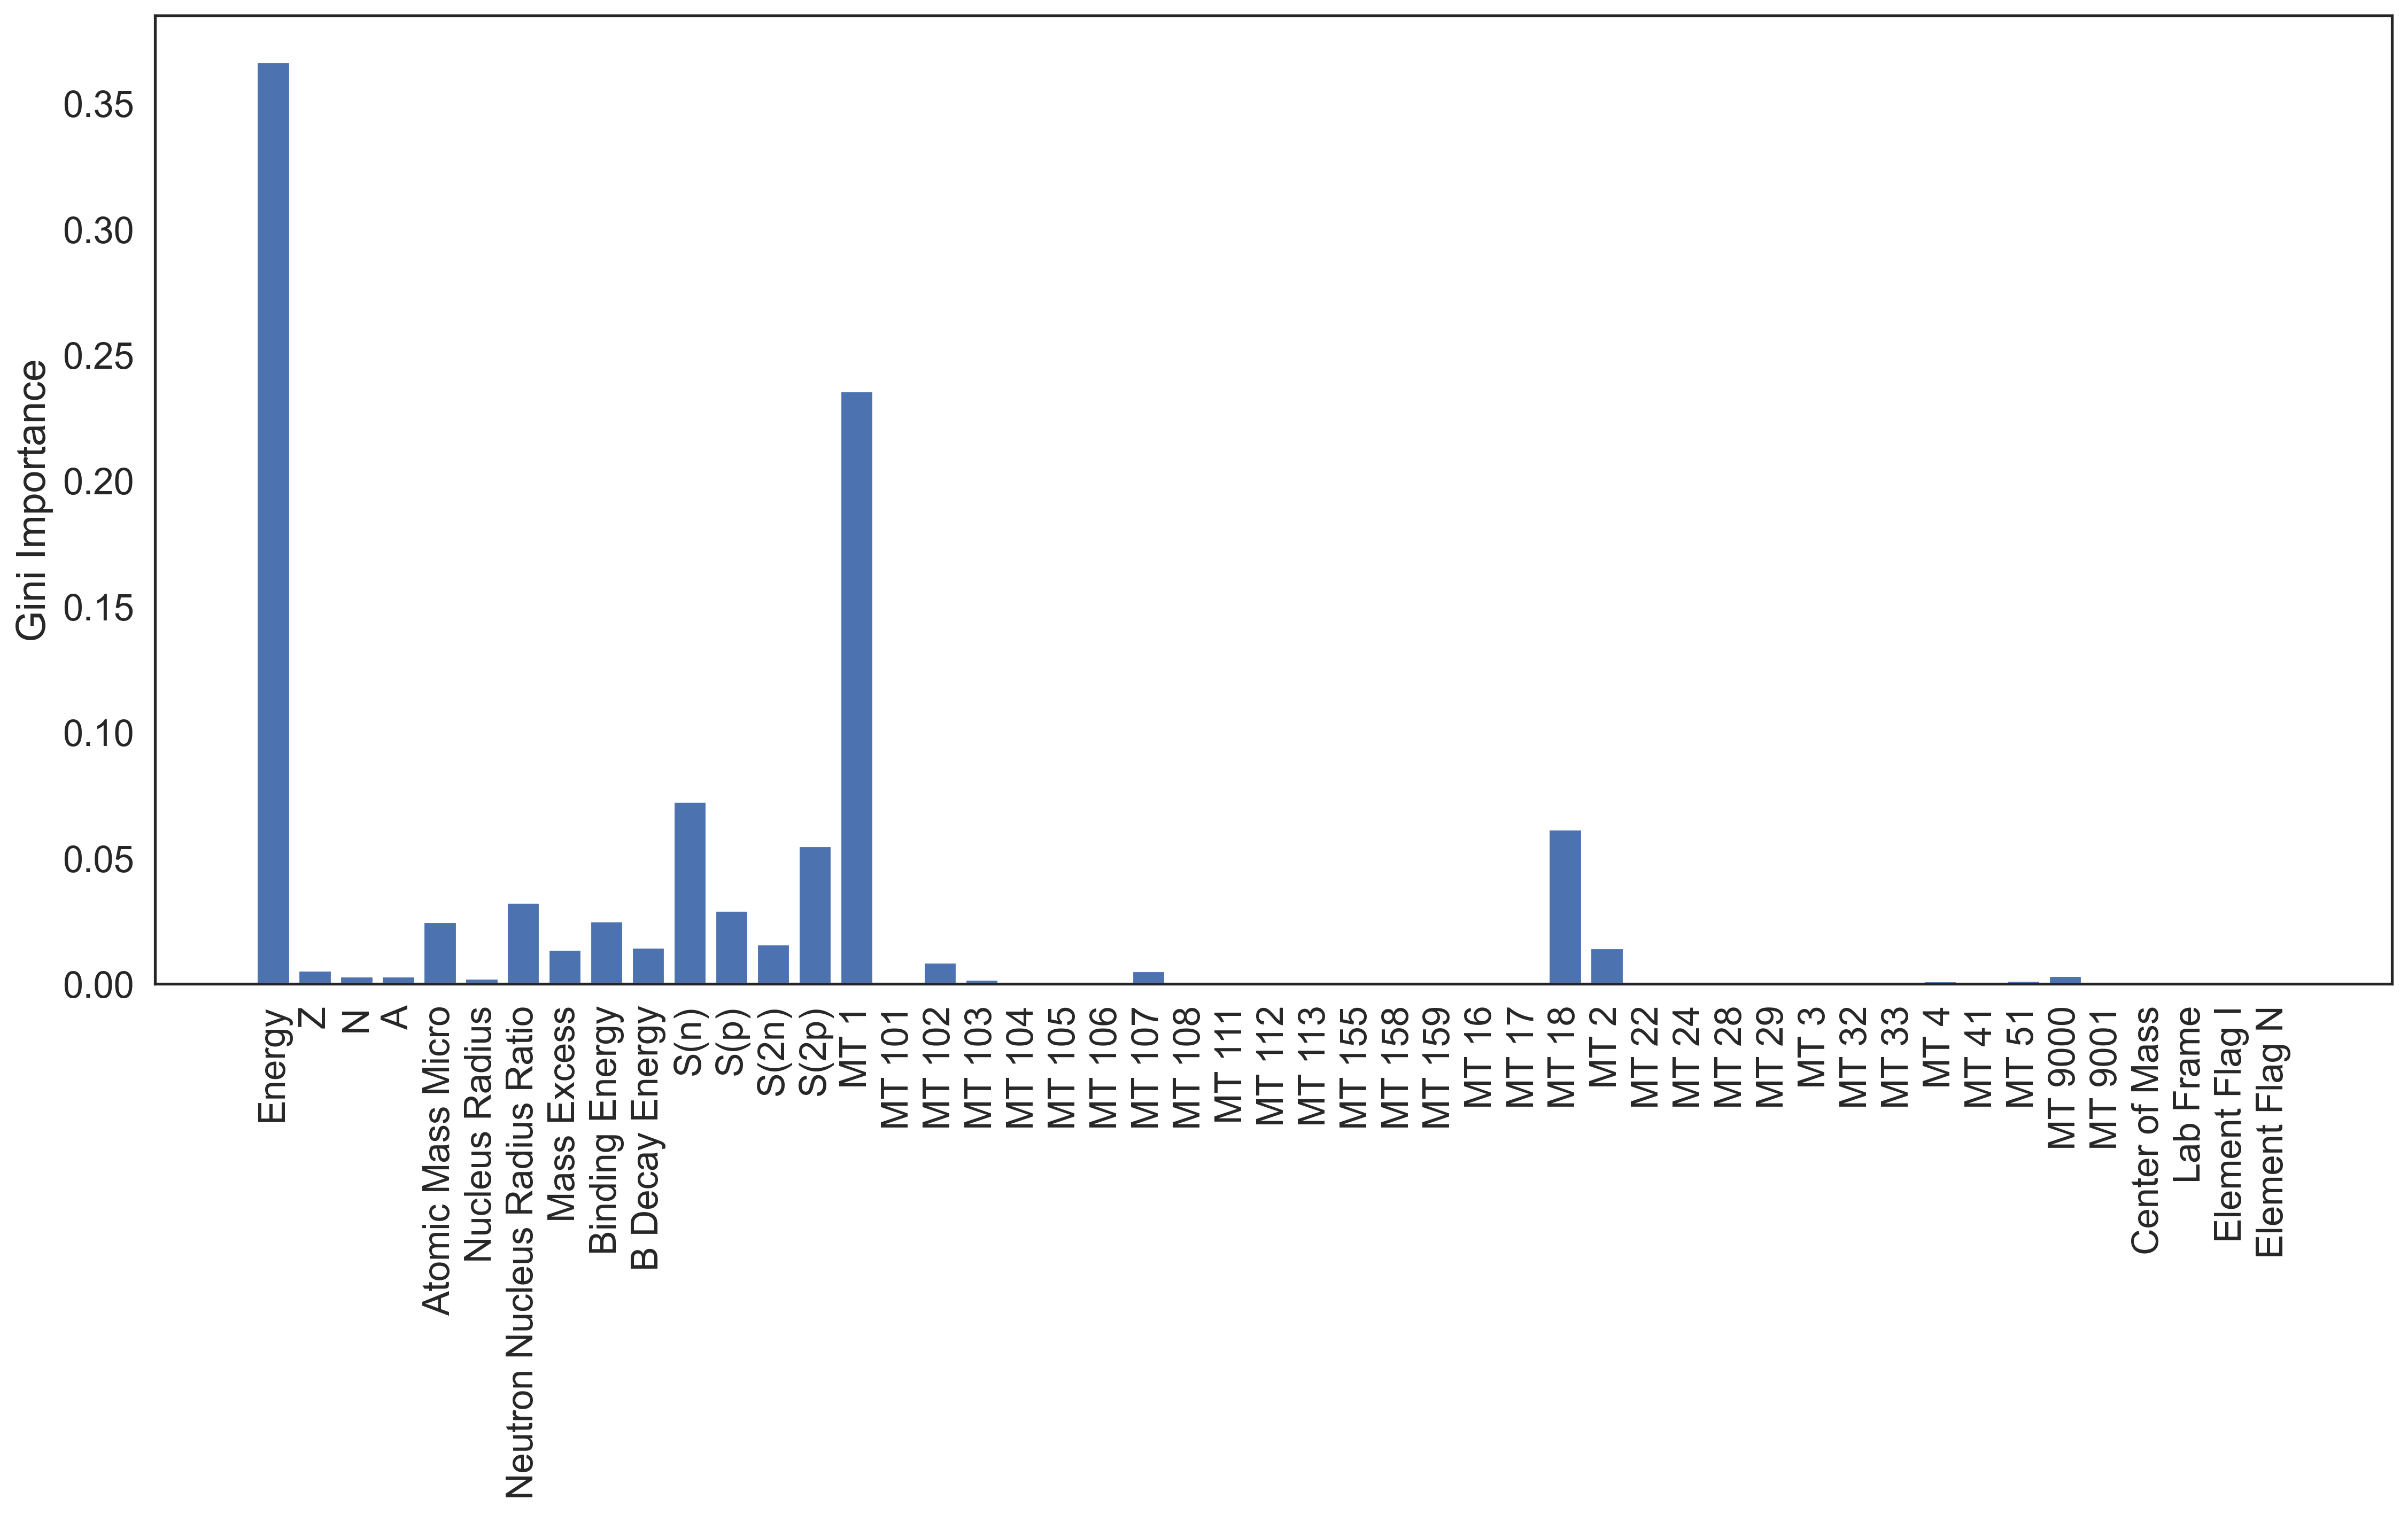 Gini Importance
0.35
0.30
0.25
0.20
0.15
0.10
0.05
0.00
Energy
Z
N
A
Atomic Mass Micro
Nucleus Radius
Neutron Nucleus Radius Ratio
Mass Excess
Binding Energy
B Decay Energy
S(n)
S(p)
S(2n)
S(2p)
MT 1
MT 101
MT 102
MT 103
MT 104
MT 105
MT 106
MT 107
MT 108
MT 111
MT 112
MT 113
MT 155
MT 158
MT 159
MT 16
MT 17
MT 18
MT 2
MT 22
MT 24
MT 28
MT 29
MT 3
MT 32
MT 33
MT 4
MT 41
MT 51
MT 9000
MT 9001
Center of Mass
Lab Frame
Element Flag I
Element Flag N